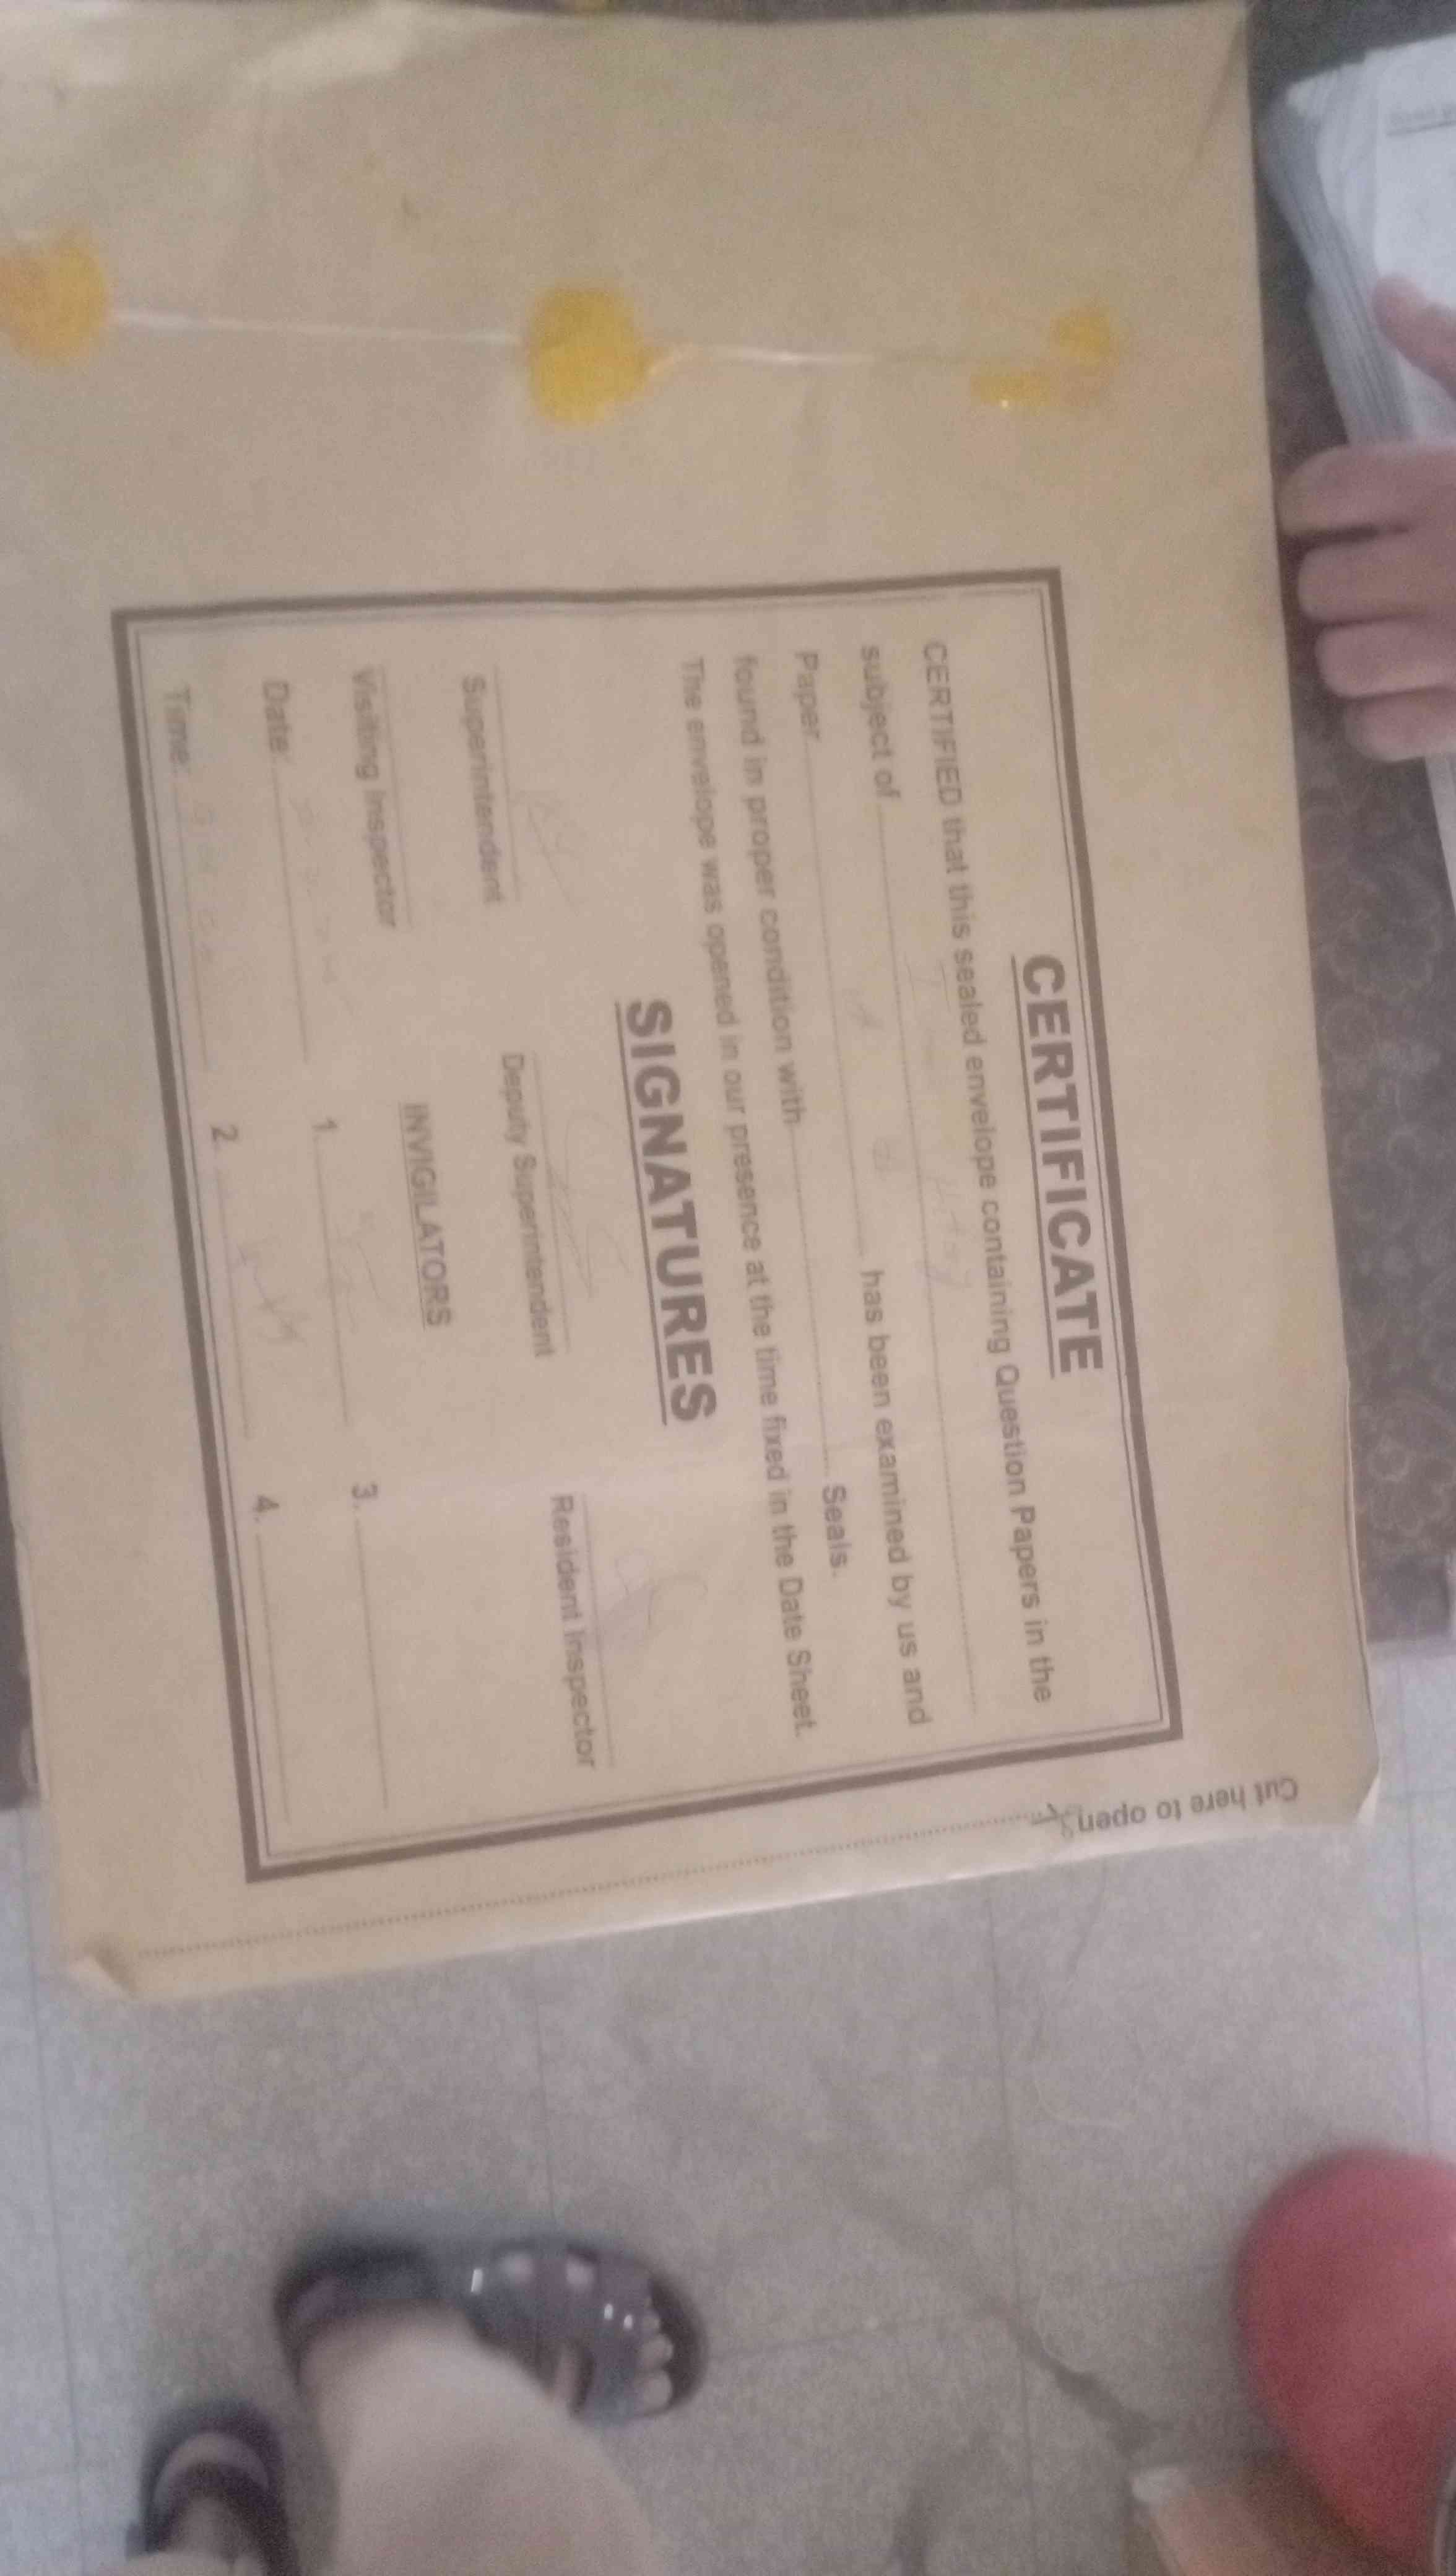 CERTIFICATE
CERTIFIED that this sealed envelope containing Question Papers in the
subject of
Paper has been examined by us and
found in proper condition with Seals.
The envelope was opened in our presence at the time fixed in the Date Sheet.
SIGNATURES
Superintendent Deputy Superintendent Resident Inspector
Visiting Inspector INVIGILATORS
Date: 1. 3.
Time: 2. 4.
Cut here to open